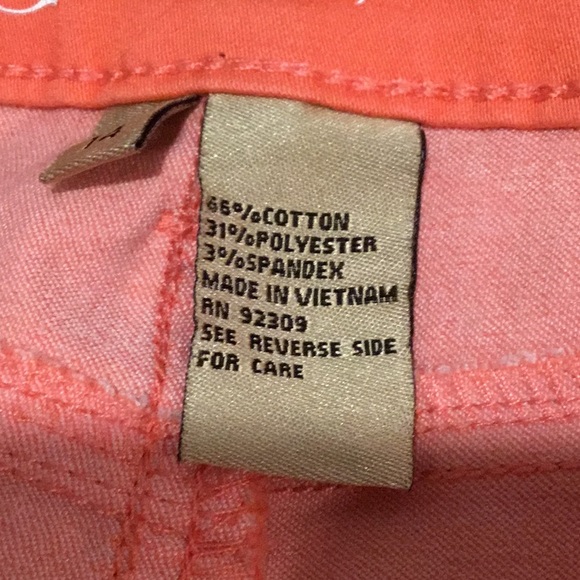 66%COTTON
31%POLYESTER
3%SPANDEX
MADE IN VIETNAM
RN 92309
SEE REVERSE SIDE
FOR CARE